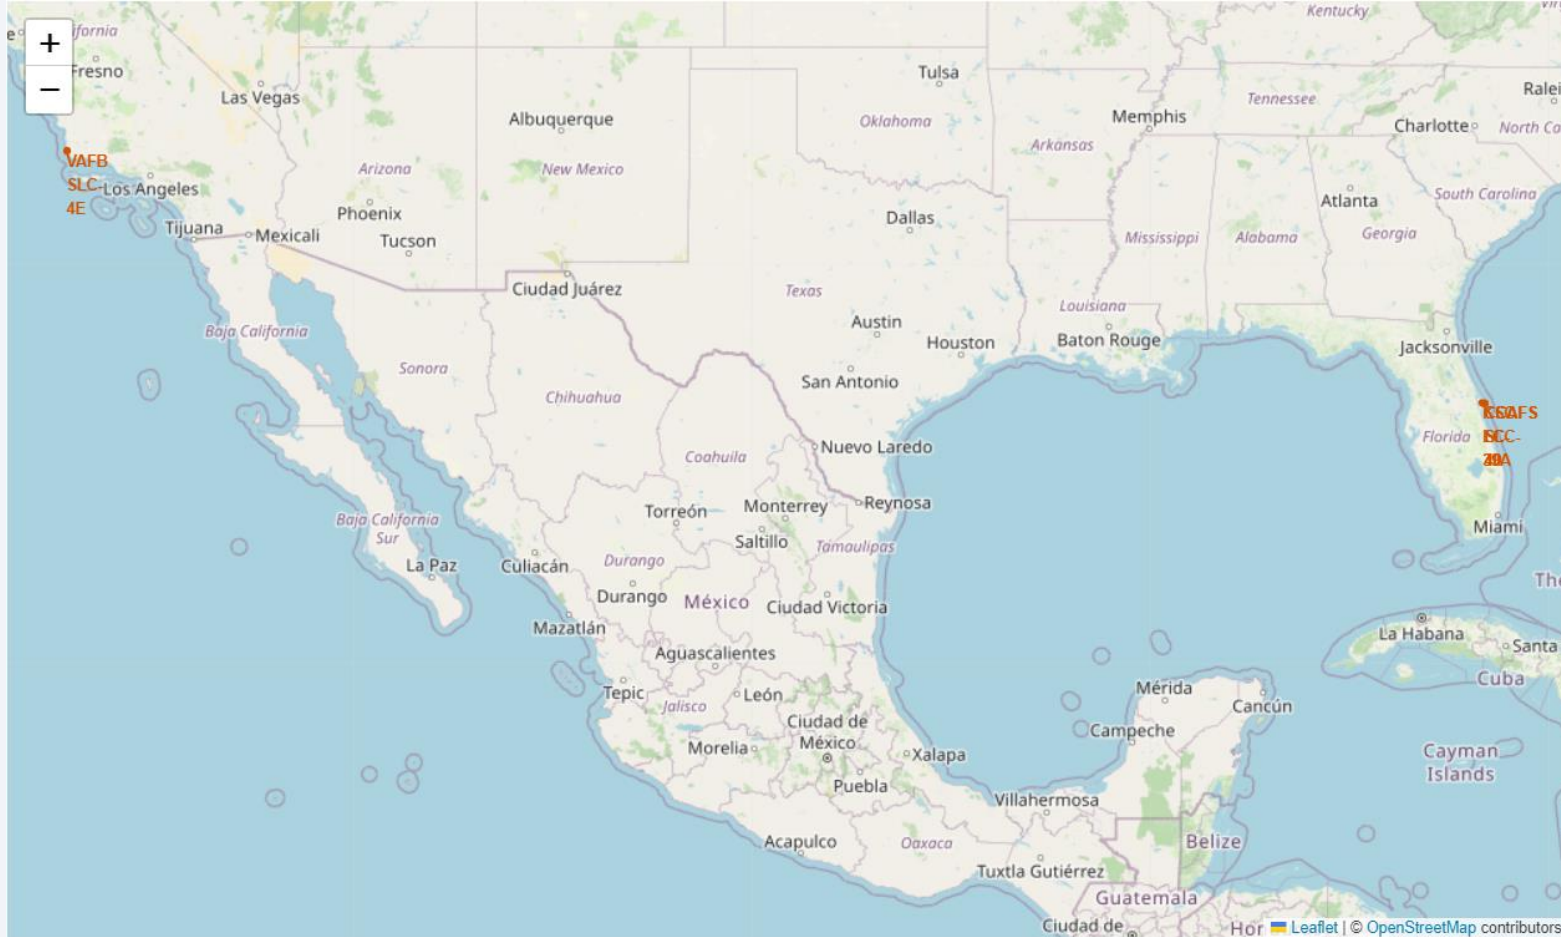 Kentucky
ifornia
+
Fresno
Tulsa
−
Ralei
Las Vegas
Tennessee
Albuquerque
Memphis
Oklahoma
Charlotte
North Ca
Arkansas
VAFB
SLC-
4E
Arizona
New Mexico
Los Angeles
South Carolina
Atlanta
Phoenix
Dallas
Tijuana
Mexicali
Tucson
Mississippi
Alabama
Georgia
Ciudad Juárez
Texas
Louisiana
Austin
Baja California
Houston
Baton Rouge
Jacksonville
Sonora
San Antonio
Chihuahua
Florida
Nuevo Laredo
Coahuila
Reynosa
Torreón
Monterrey
Baja California
Sur
Miami
Saltillo
Tamaulipas
Durango
La Paz
Culiacán
The
Durango
México
Ciudad Victoria
Mazatlán
La Habana
Santa
Aguascalientes
Cuba
Mérida
Tepic
León
Jalisco
Cancún
Ciudad de
México
Campeche
Morelia
Xalapa
Cayman
Islands
Puebla
Villahermosa
Acapulco
Oaxaca
Belize
Tuxtla Gutiérrez
Guatemala
Ciudad de
Hor
Leaflet | © OpenStreetMap contributors